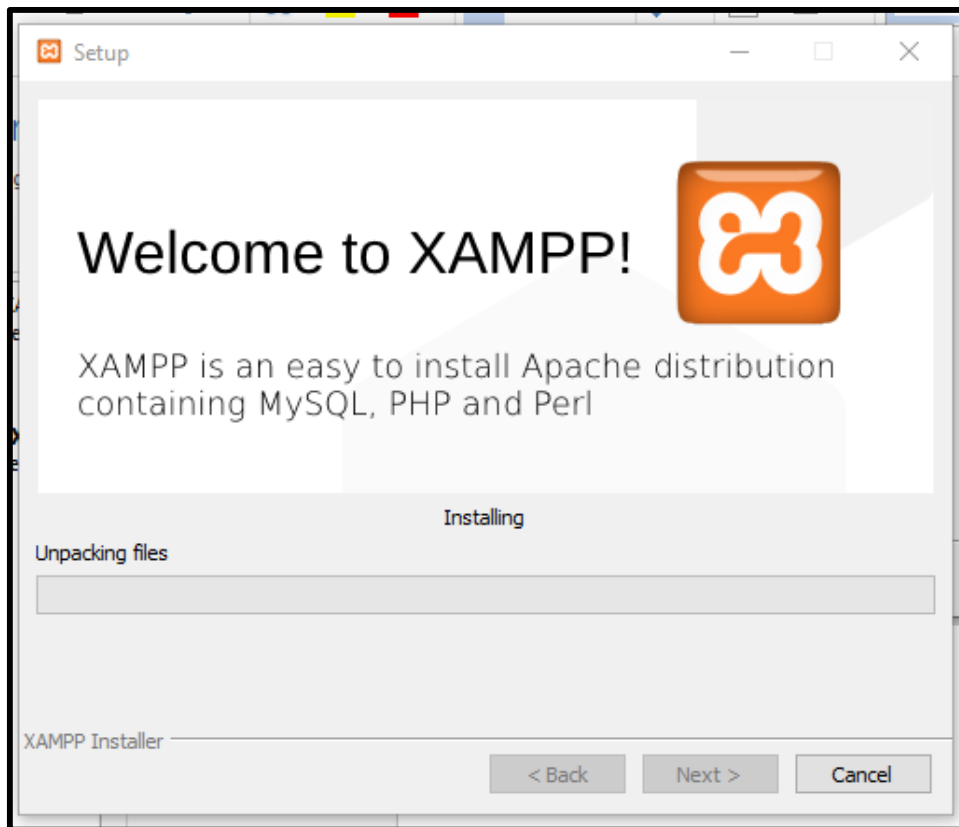 Setup
Welcome to XAMPP!
XAMPP is an easy to install Apache distribution
containing MySQL, PHP and Perl
Installing
Unpacking files
XAMPP Installer
< Back
Next >
Cancel